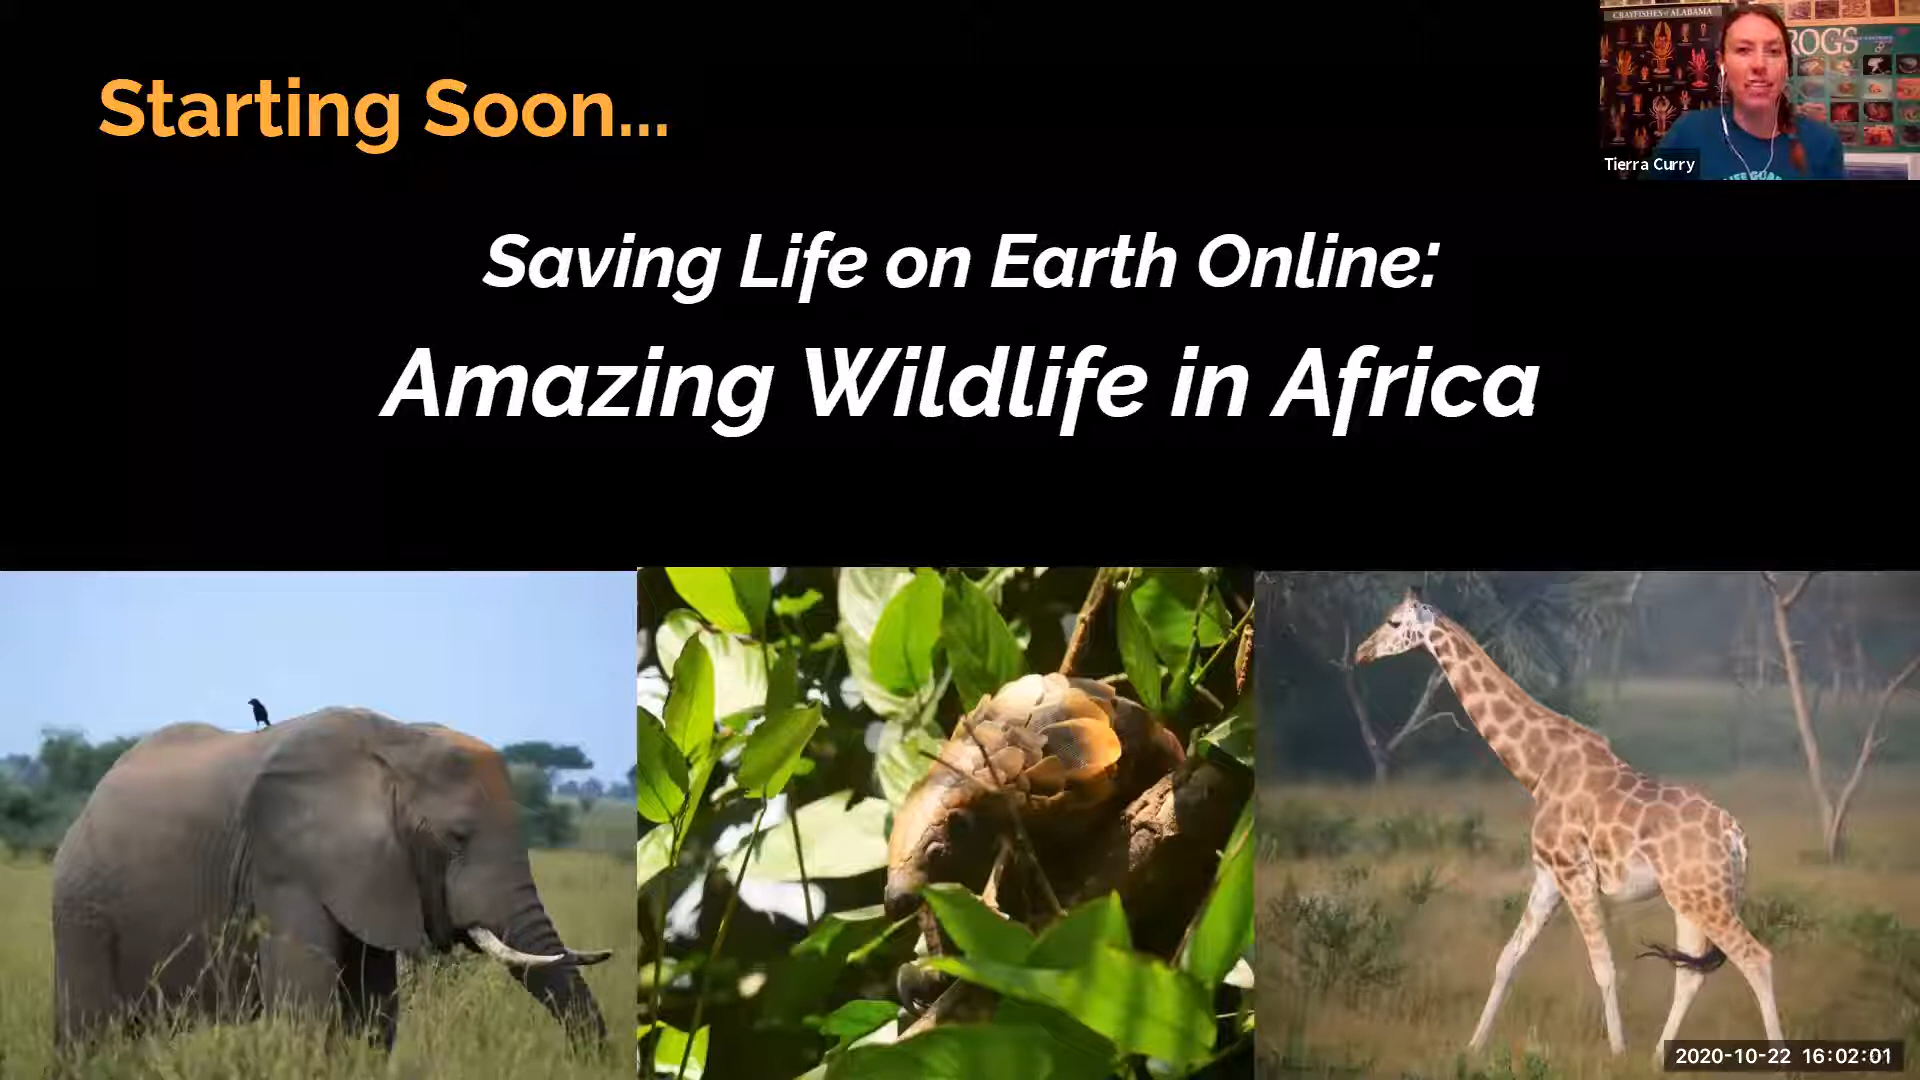 Starting Soon...
CRAYFISHES of ALABAMA
ROGS
Tierra Curry
Saving Life on Earth Online:
Amazing Wildlife in Africa
2020-10-22 16:02:01